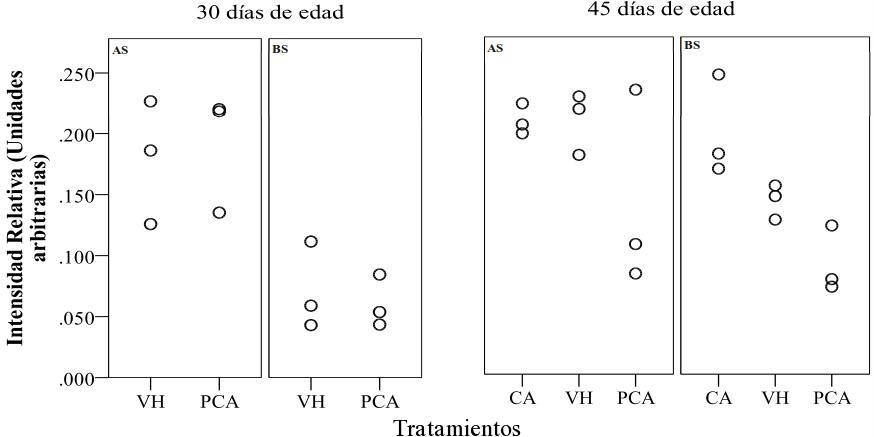 30 días de edad
45 días de edad
AS
BS
AS
BS
Intensidad Relativa (Unidades
arbitrarias)
.250
.200
.150
.100
.050
.000
VH
PCA
VH
PCA
CA
VH
PCA
CA
VH
PCA
Tratamientos